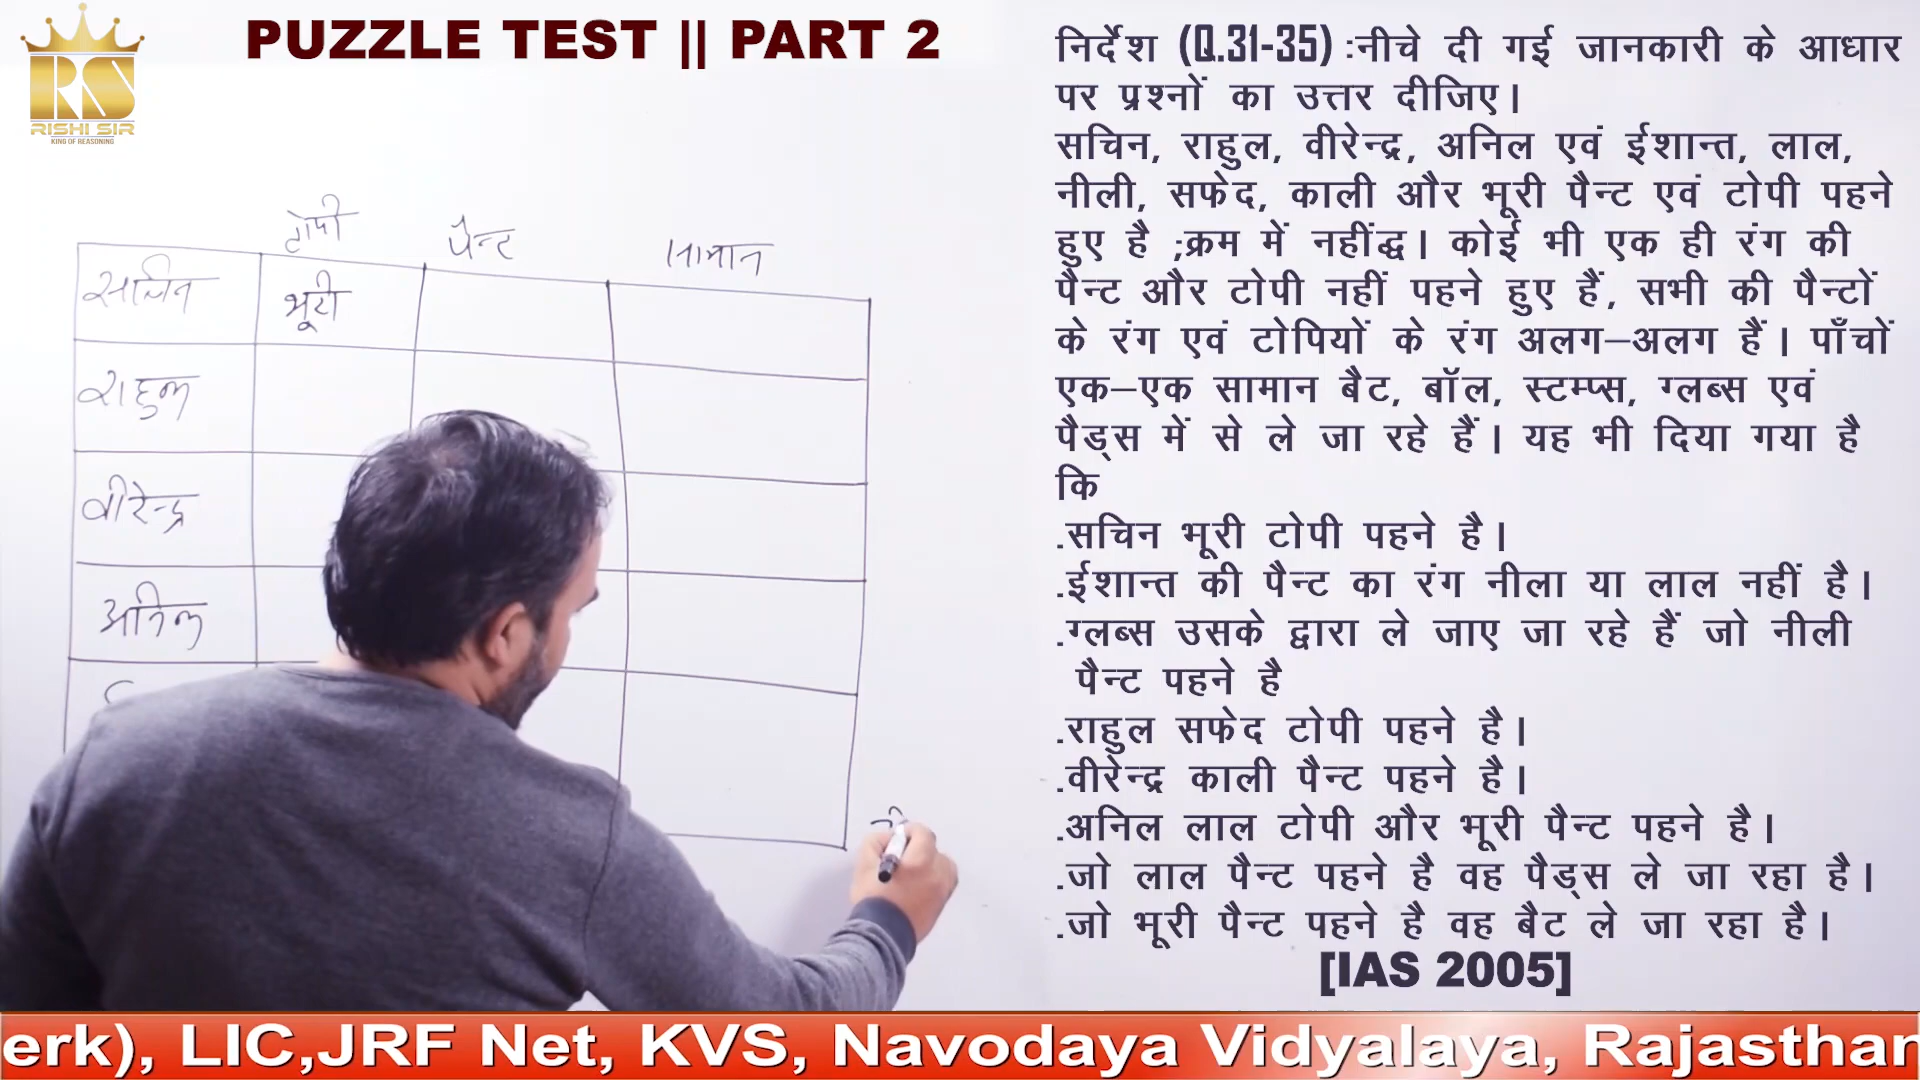 RS
RISHI SIR
KING OF REASONING
PUZZLE TEST || PART 2
टोपी
पैन्ट
सामान
सचिन
भूरी
राहुल
वीरेन्द्र
अनिल
निर्देश (Q.31-35) :नीचे दी गई जानकारी के आधार
पर प्रश्नों का उत्तर दीजिए।
सचिन, राहुल, वीरेन्द्र, अनिल एवं ईशान्त, लाल,
नीली, सफेद, काली और भूरी पैन्ट एवं टोपी पहने
हुए है ;क्रम में नहींद्ध। कोई भी एक ही रंग की
पैन्ट और टोपी नहीं पहने हुए हैं, सभी की पैन्टों
के रंग एवं टोपियों के रंग अलग–अलग हैं। पाँचों
एक–एक सामान बैट, बॉल, स्टम्प्स, ग्लब्स एवं
पैड्स में से ले जा रहे हैं। यह भी दिया गया है
कि
.सचिन भूरी टोपी पहने है।
.ईशान्त की पैन्ट का रंग नीला या लाल नहीं है।
.ग्लब्स उसके द्वारा ले जाए जा रहे हैं जो नीली
पैन्ट पहने है
.राहुल सफेद टोपी पहने है।
.वीरेन्द्र काली पैन्ट पहने है।
.अनिल लाल टोपी और भूरी पैन्ट पहने है।
.जो लाल पैन्ट पहने है वह पैड्स ले जा रहा है।
.जो भूरी पैन्ट पहने है वह बैट ले जा रहा है।
[IAS 2005]
erk), LIC,JRF Net, KVS, Navodaya Vidyalaya, Rajasthan